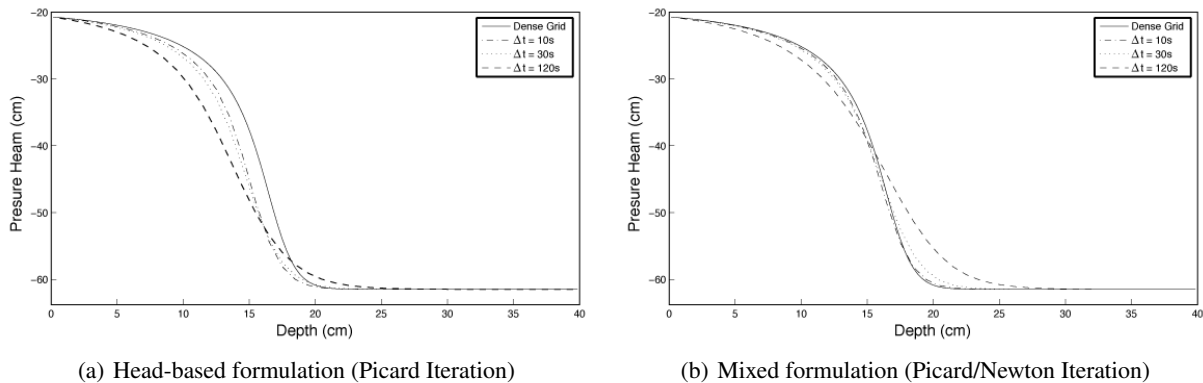 -20
-30
-40
-50
-60
0
5
10
15
20
25
30
35
40
Presure Heam (cm)
Depth (cm)
Dense Grid
Δt = 10s
Δt = 30s
Δt = 120s
(a) Head-based formulation (Picard Iteration)
-20
-30
-40
-50
-60
0
5
10
15
20
25
30
35
40
Presure Heam (cm)
Depth (cm)
Dense Grid
Δt = 10s
Δt = 30s
Δt = 120s
(b) Mixed formulation (Picard/Newton Iteration)